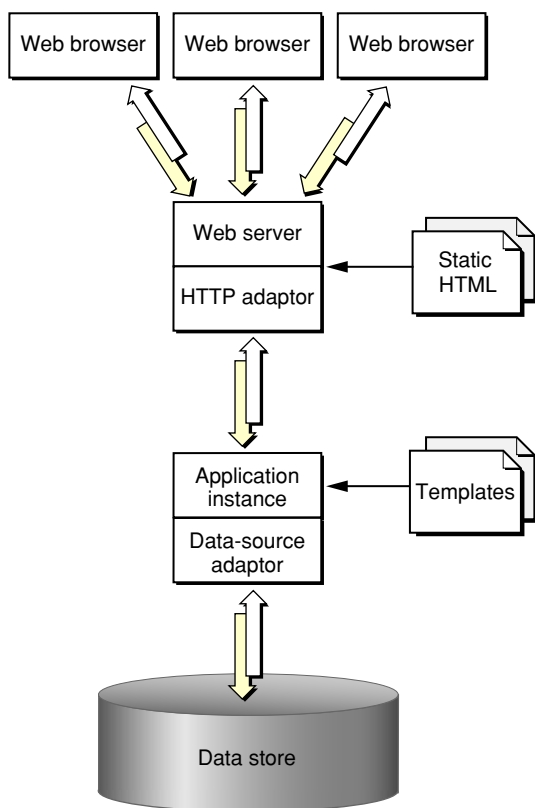 Web browser
Web browser
Web browser
Web server
HTTP adaptor
Static
HTML
Application
instance
Data-source
adaptor
Templates
Data store